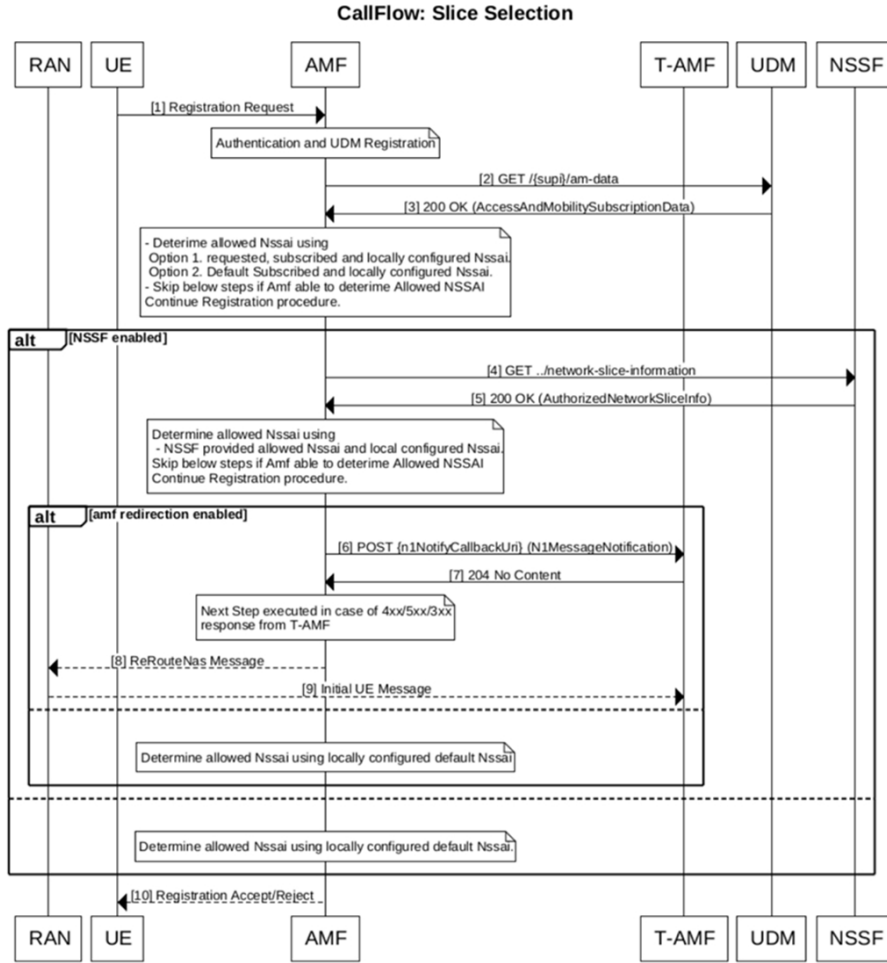 CallFlow: Slice Selection
RAN
UE
AMF
T-AMF
UDM
NSSF
[1] Registration Request
Authentication and UDM Registration
[2] GET /{supi}/am-data
[3] 200 OK (AccessAndMobilitySubscriptionData)
- Deterime allowed Nssai using
Option 1. requested, subscribed and locally configured Nssai.
Option 2. Default Subscribed and locally configured Nssai.
- Skip below steps if Amf able to deterime Allowed NSSAI
Continue Registration procedure.
alt [NSSF enabled]
[4] GET ../network-slice-information
[5] 200 OK (AuthorizedNetworkSliceInfo)
Determine allowed Nssai using
- NSSF provided allowed Nssai and local configured Nssai.
Skip below steps if Amf able to deterime Allowed NSSAI
Continue Registration procedure.
alt [amf redirection enabled]
[6] POST {n1NotifyCallbackUri} (N1MessageNotification)
[7] 204 No Content
Next Step executed in case of 4xx/5xx/3xx
response from T-AMF
[8] ReRouteNas Message
[9] Initial UE Message
Determine allowed Nssai using locally configured default Nssai
Determine allowed Nssai using locally configured default Nssai.
[10] Registration Accept/Reject
RAN
UE
AMF
T-AMF
UDM
NSSF